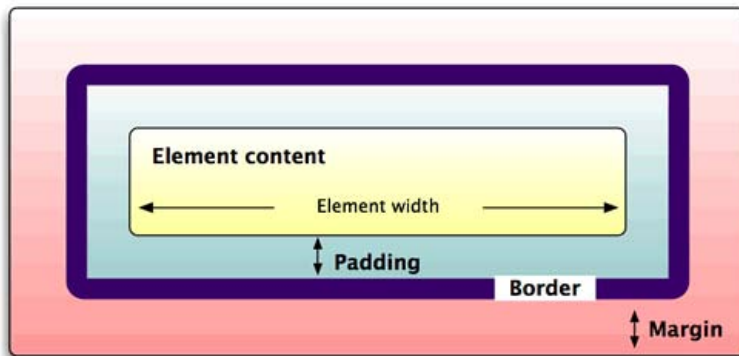 Element content
Element width
Padding
Border
Margin